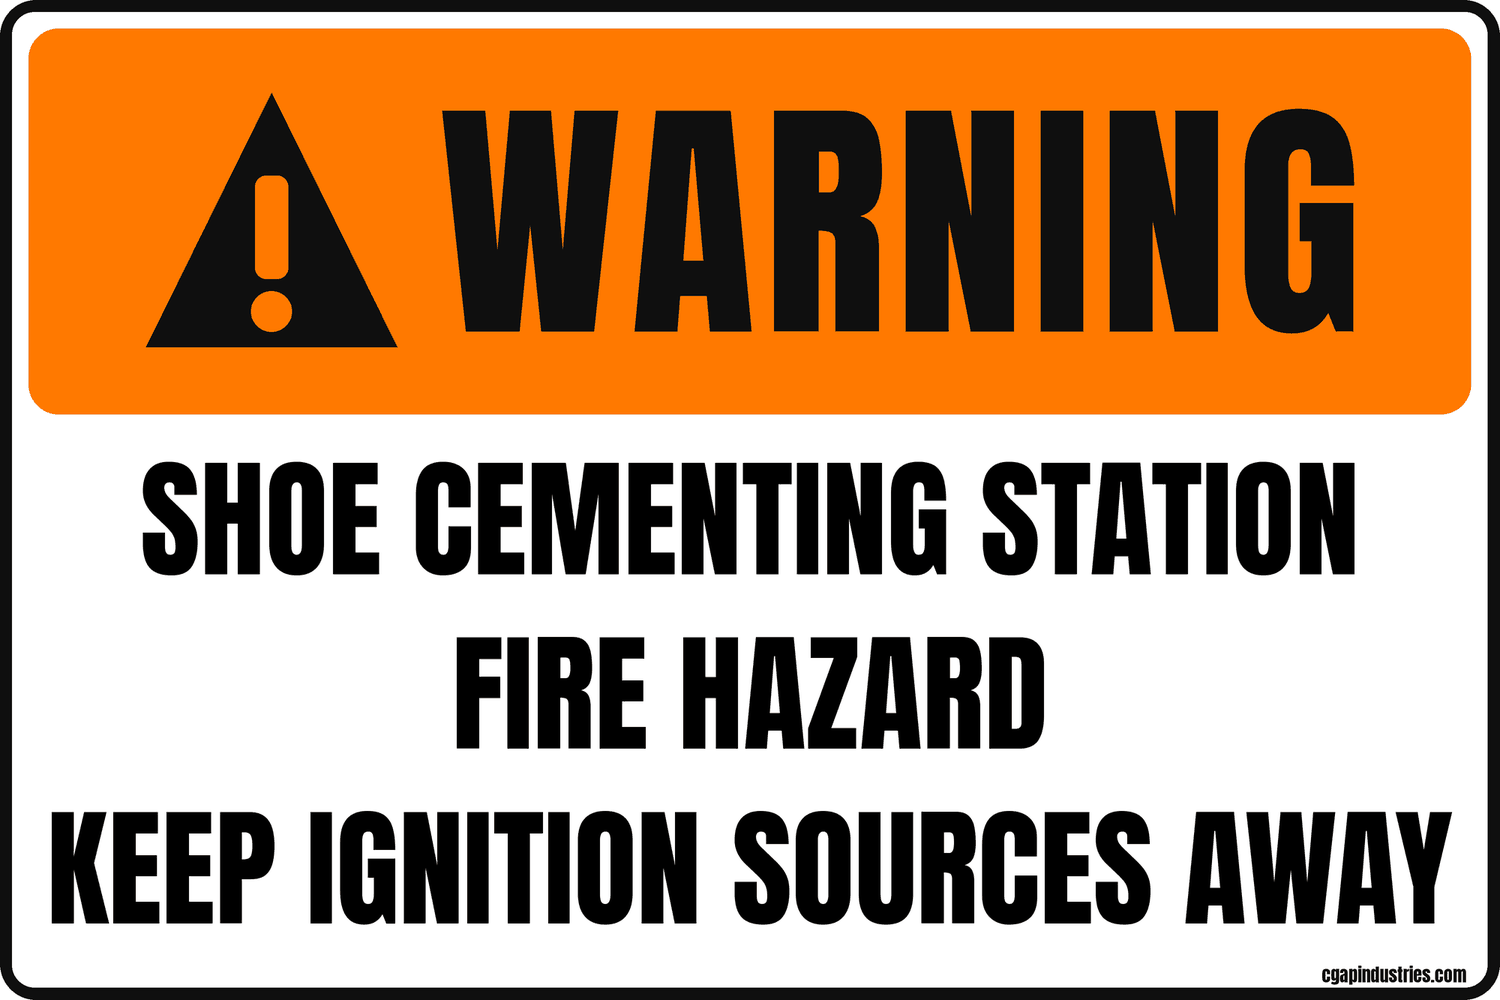 WARNING
SHOE CEMENTING STATION
FIRE HAZARD
KEEP IGNITION SOURCES AWAY
cgapindustries.com